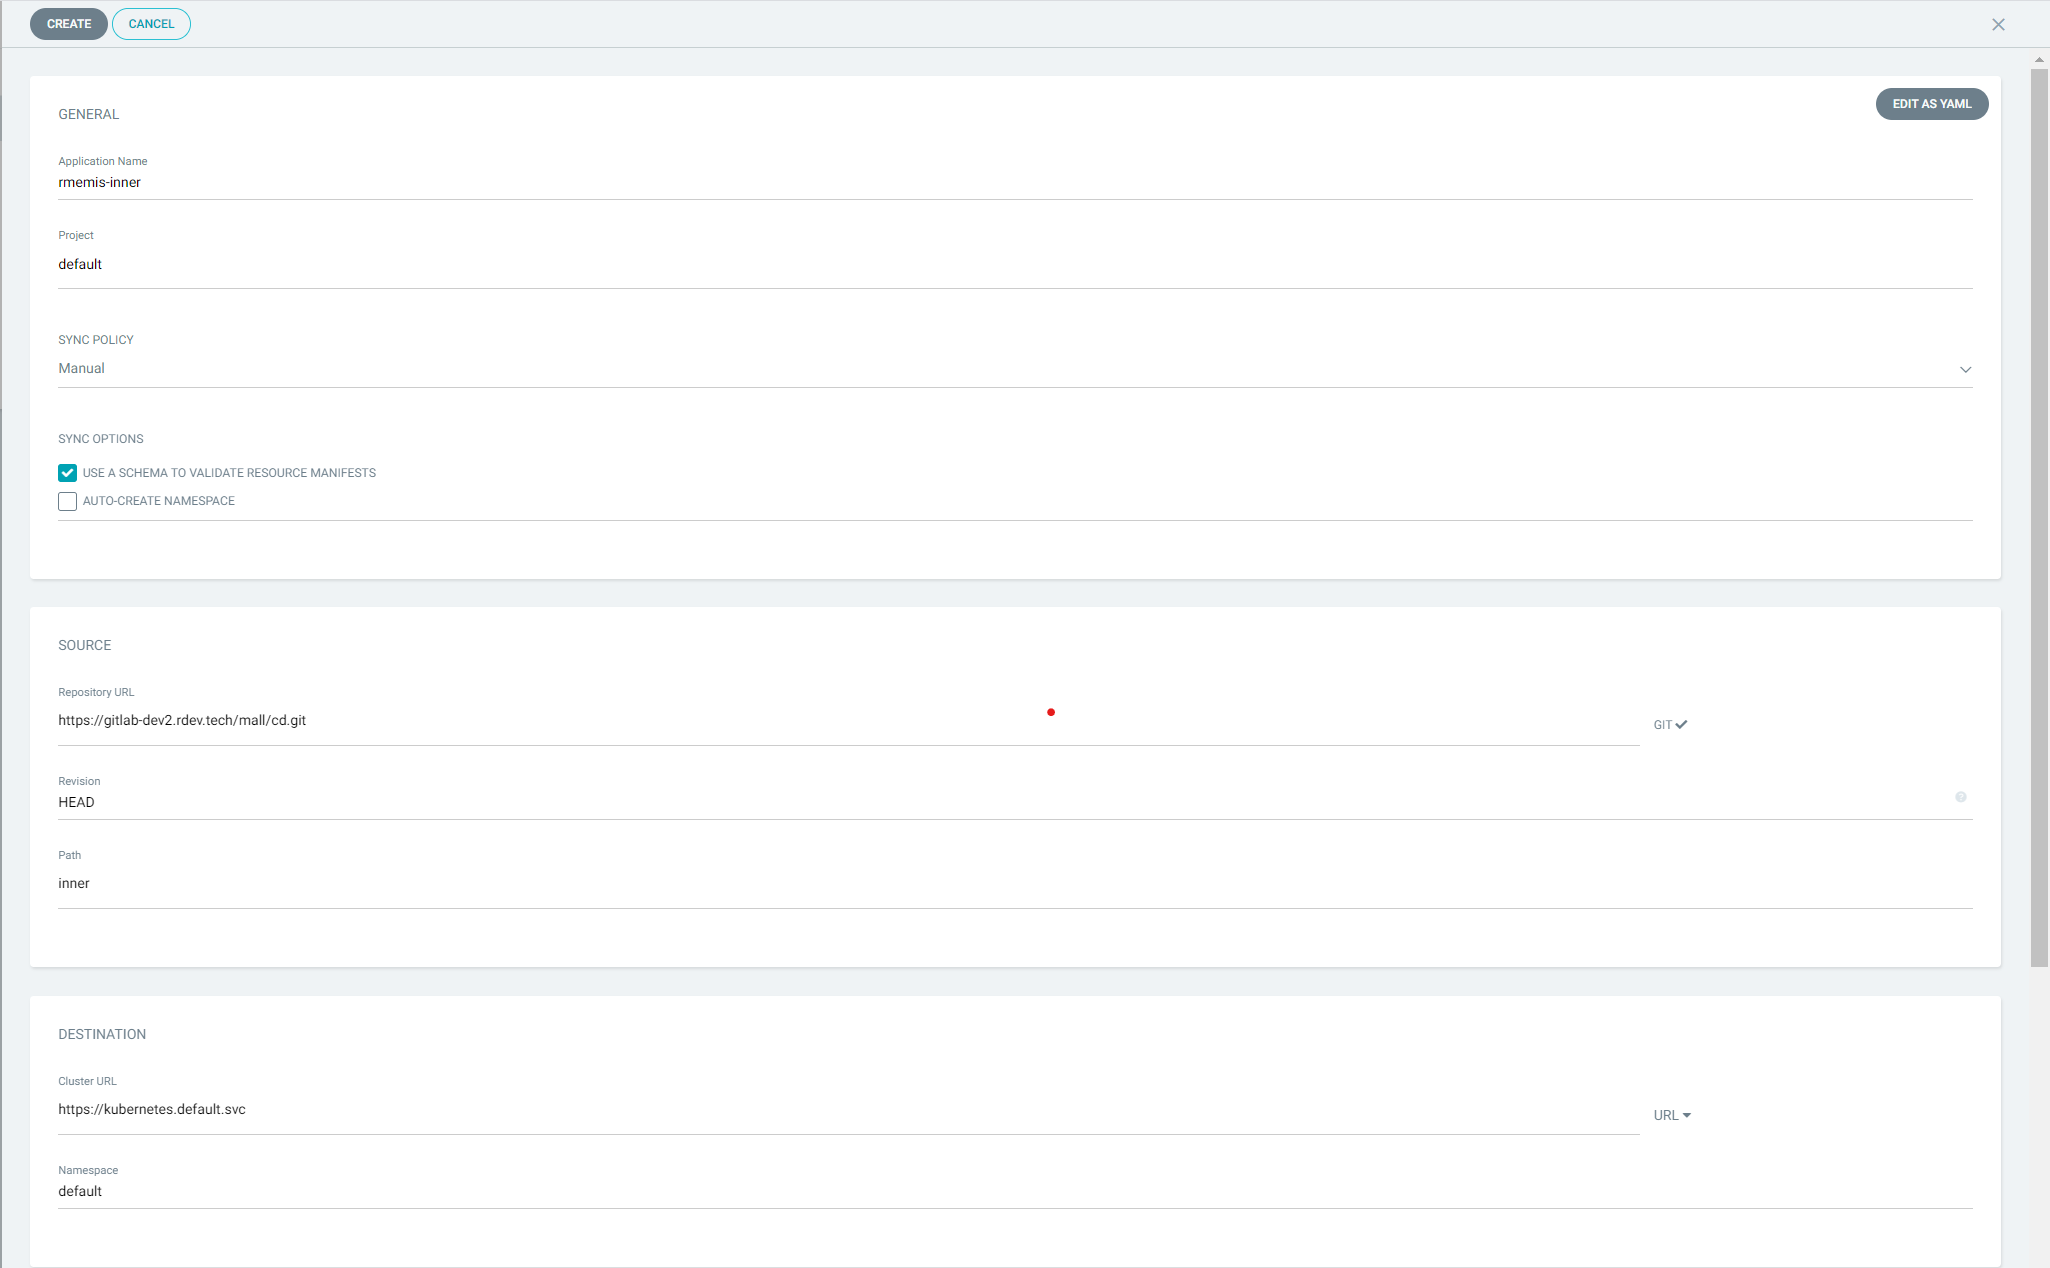 CREATE CANCEL
EDIT AS YAML
GENERAL
Application Name
rmemis-inner
Project
default
SYNC POLICY
Manual
SYNC OPTIONS
USE A SCHEMA TO VALIDATE RESOURCE MANIFESTS
AUTO-CREATE NAMESPACE
SOURCE
Repository URL
https://gitlab-dev2.rdev.tech/mall/cd.git
GIT
Revision
HEAD
Path
inner
DESTINATION
Cluster URL
https://kubernetes.default.svc
URL
Namespace
default